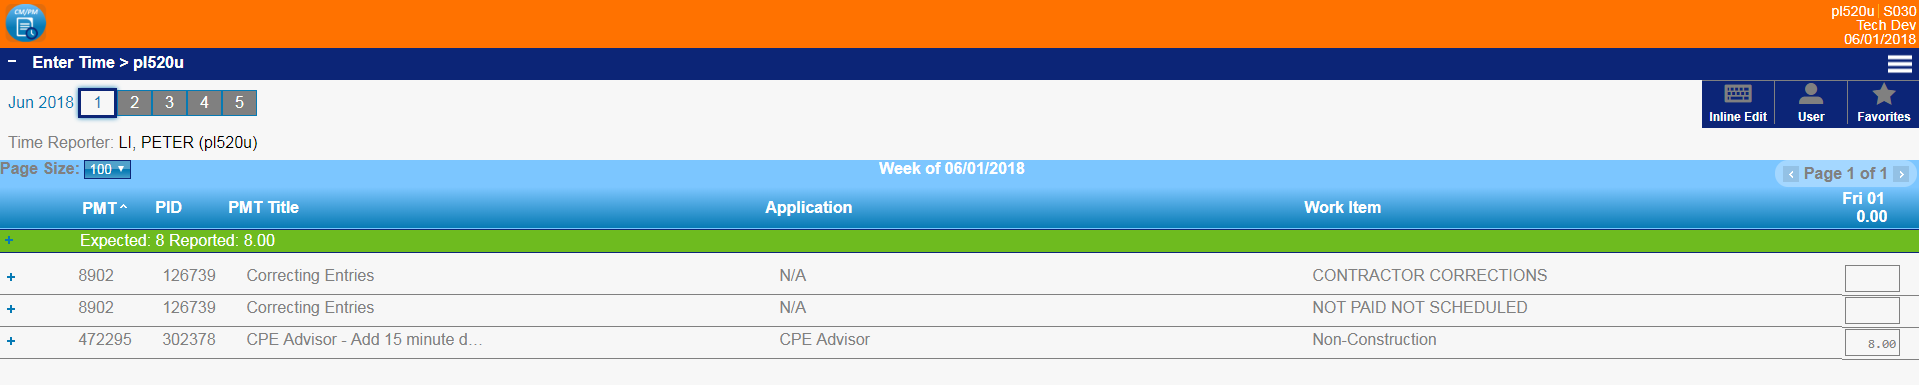 CM/PM
pl520u | S030
Tech Dev
06/01/2018
− Enter Time > pl520u
Jun 2018 1 2 3 4 5
Inline Edit User Favorites
Time Reporter: LI, PETER (pl520u)
Page Size: 100 Week of 06/01/2018 ‹ Page 1 of 1 ›
PMT^ PID PMT Title Application Work Item Fri 01
0.00
+ Expected: 8 Reported: 8.00
+ 8902 126739 Correcting Entries N/A CONTRACTOR CORRECTIONS
+ 8902 126739 Correcting Entries N/A NOT PAID NOT SCHEDULED
+ 472295 302378 CPE Advisor - Add 15 minute d... CPE Advisor Non-Construction 8.00